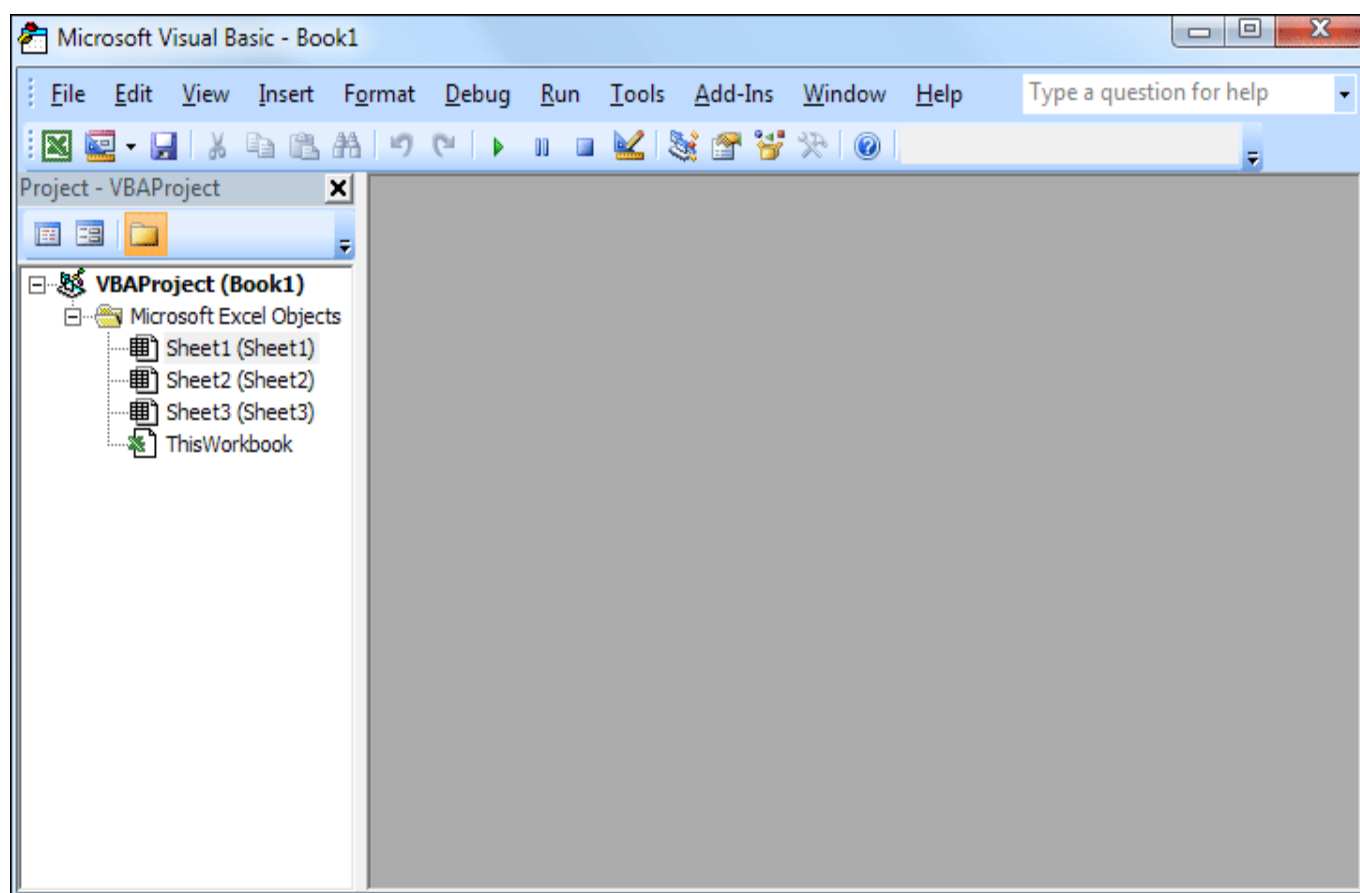 Microsoft Visual Basic - Book1
File Edit View Insert Format Debug Run Tools Add-Ins Window Help Type a question for help
Project - VBAProject
VBAProject (Book1)
Microsoft Excel Objects
Sheet1 (Sheet1)
Sheet2 (Sheet2)
Sheet3 (Sheet3)
ThisWorkbook